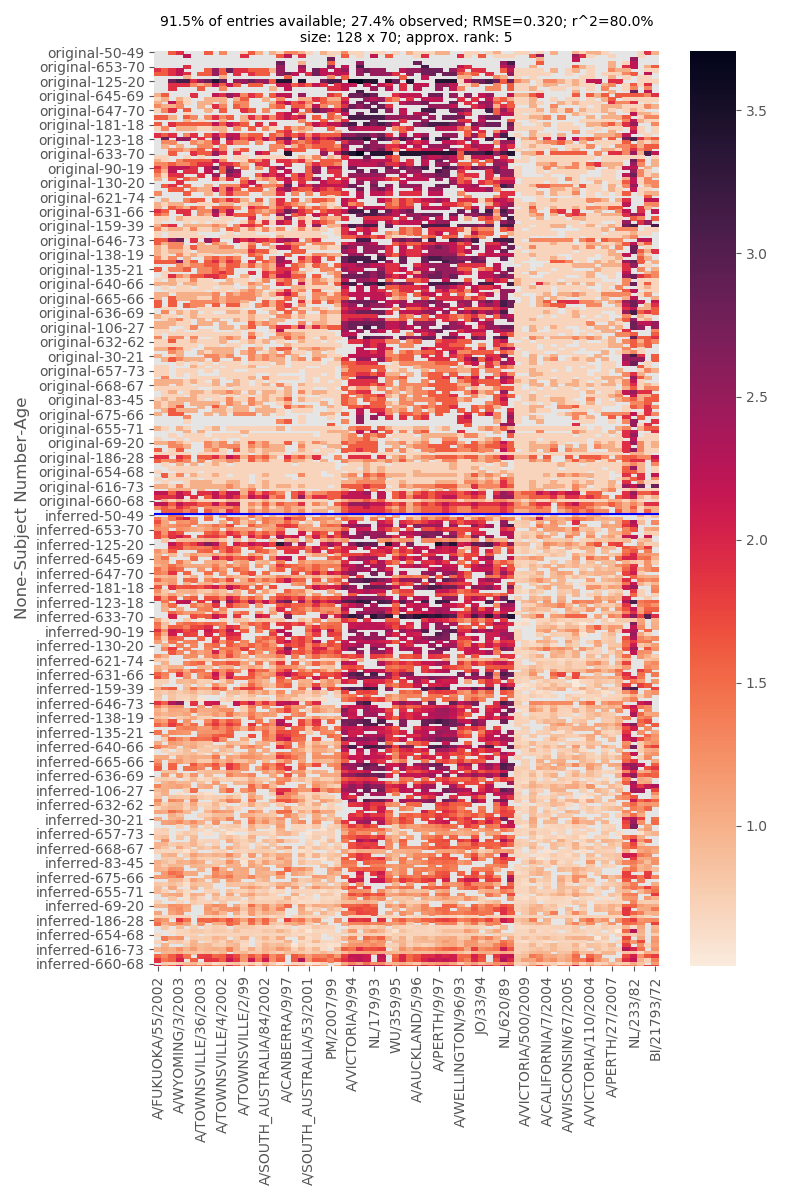 91.5% of entries available; 27.4% observed; RMSE=0.320; r^2=80.0%
size: 128 x 70; approx. rank: 5
None-Subject Number-Age
original-50-49
original-653-70
original-125-20
original-645-69
original-647-70
original-181-18
original-123-18
original-633-70
original-90-19
original-130-20
original-621-74
original-631-66
original-159-39
original-646-73
original-138-19
original-135-21
original-640-66
original-665-66
original-636-69
original-106-27
original-632-62
original-30-21
original-657-73
original-668-67
original-83-45
original-675-66
original-655-71
original-69-20
original-186-28
original-654-68
original-616-73
original-660-68
inferred-50-49
inferred-653-70
inferred-125-20
inferred-645-69
inferred-647-70
inferred-181-18
inferred-123-18
inferred-633-70
inferred-90-19
inferred-130-20
inferred-621-74
inferred-631-66
inferred-159-39
inferred-646-73
inferred-138-19
inferred-135-21
inferred-640-66
inferred-665-66
inferred-636-69
inferred-106-27
inferred-632-62
inferred-30-21
inferred-657-73
inferred-668-67
inferred-83-45
inferred-675-66
inferred-655-71
inferred-69-20
inferred-186-28
inferred-654-68
inferred-616-73
inferred-660-68
A/FUKUOKA/55/2002
A/WYOMING/3/2003
A/TOWNSVILLE/36/2003
A/TOWNSVILLE/4/2002
A/TOWNSVILLE/2/99
A/SOUTH_AUSTRALIA/84/2002
A/CANBERRA/9/97
A/SOUTH_AUSTRALIA/53/2001
PM/2007/99
A/VICTORIA/9/94
NL/179/93
WU/359/95
A/AUCKLAND/5/96
A/PERTH/9/97
A/WELLINGTON/96/93
JO/33/94
NL/620/89
A/VICTORIA/500/2009
A/CALIFORNIA/7/2004
A/WISCONSIN/67/2005
A/VICTORIA/110/2004
A/PERTH/27/2007
NL/233/82
BI/21793/72
3.5
3.0
2.5
2.0
1.5
1.0